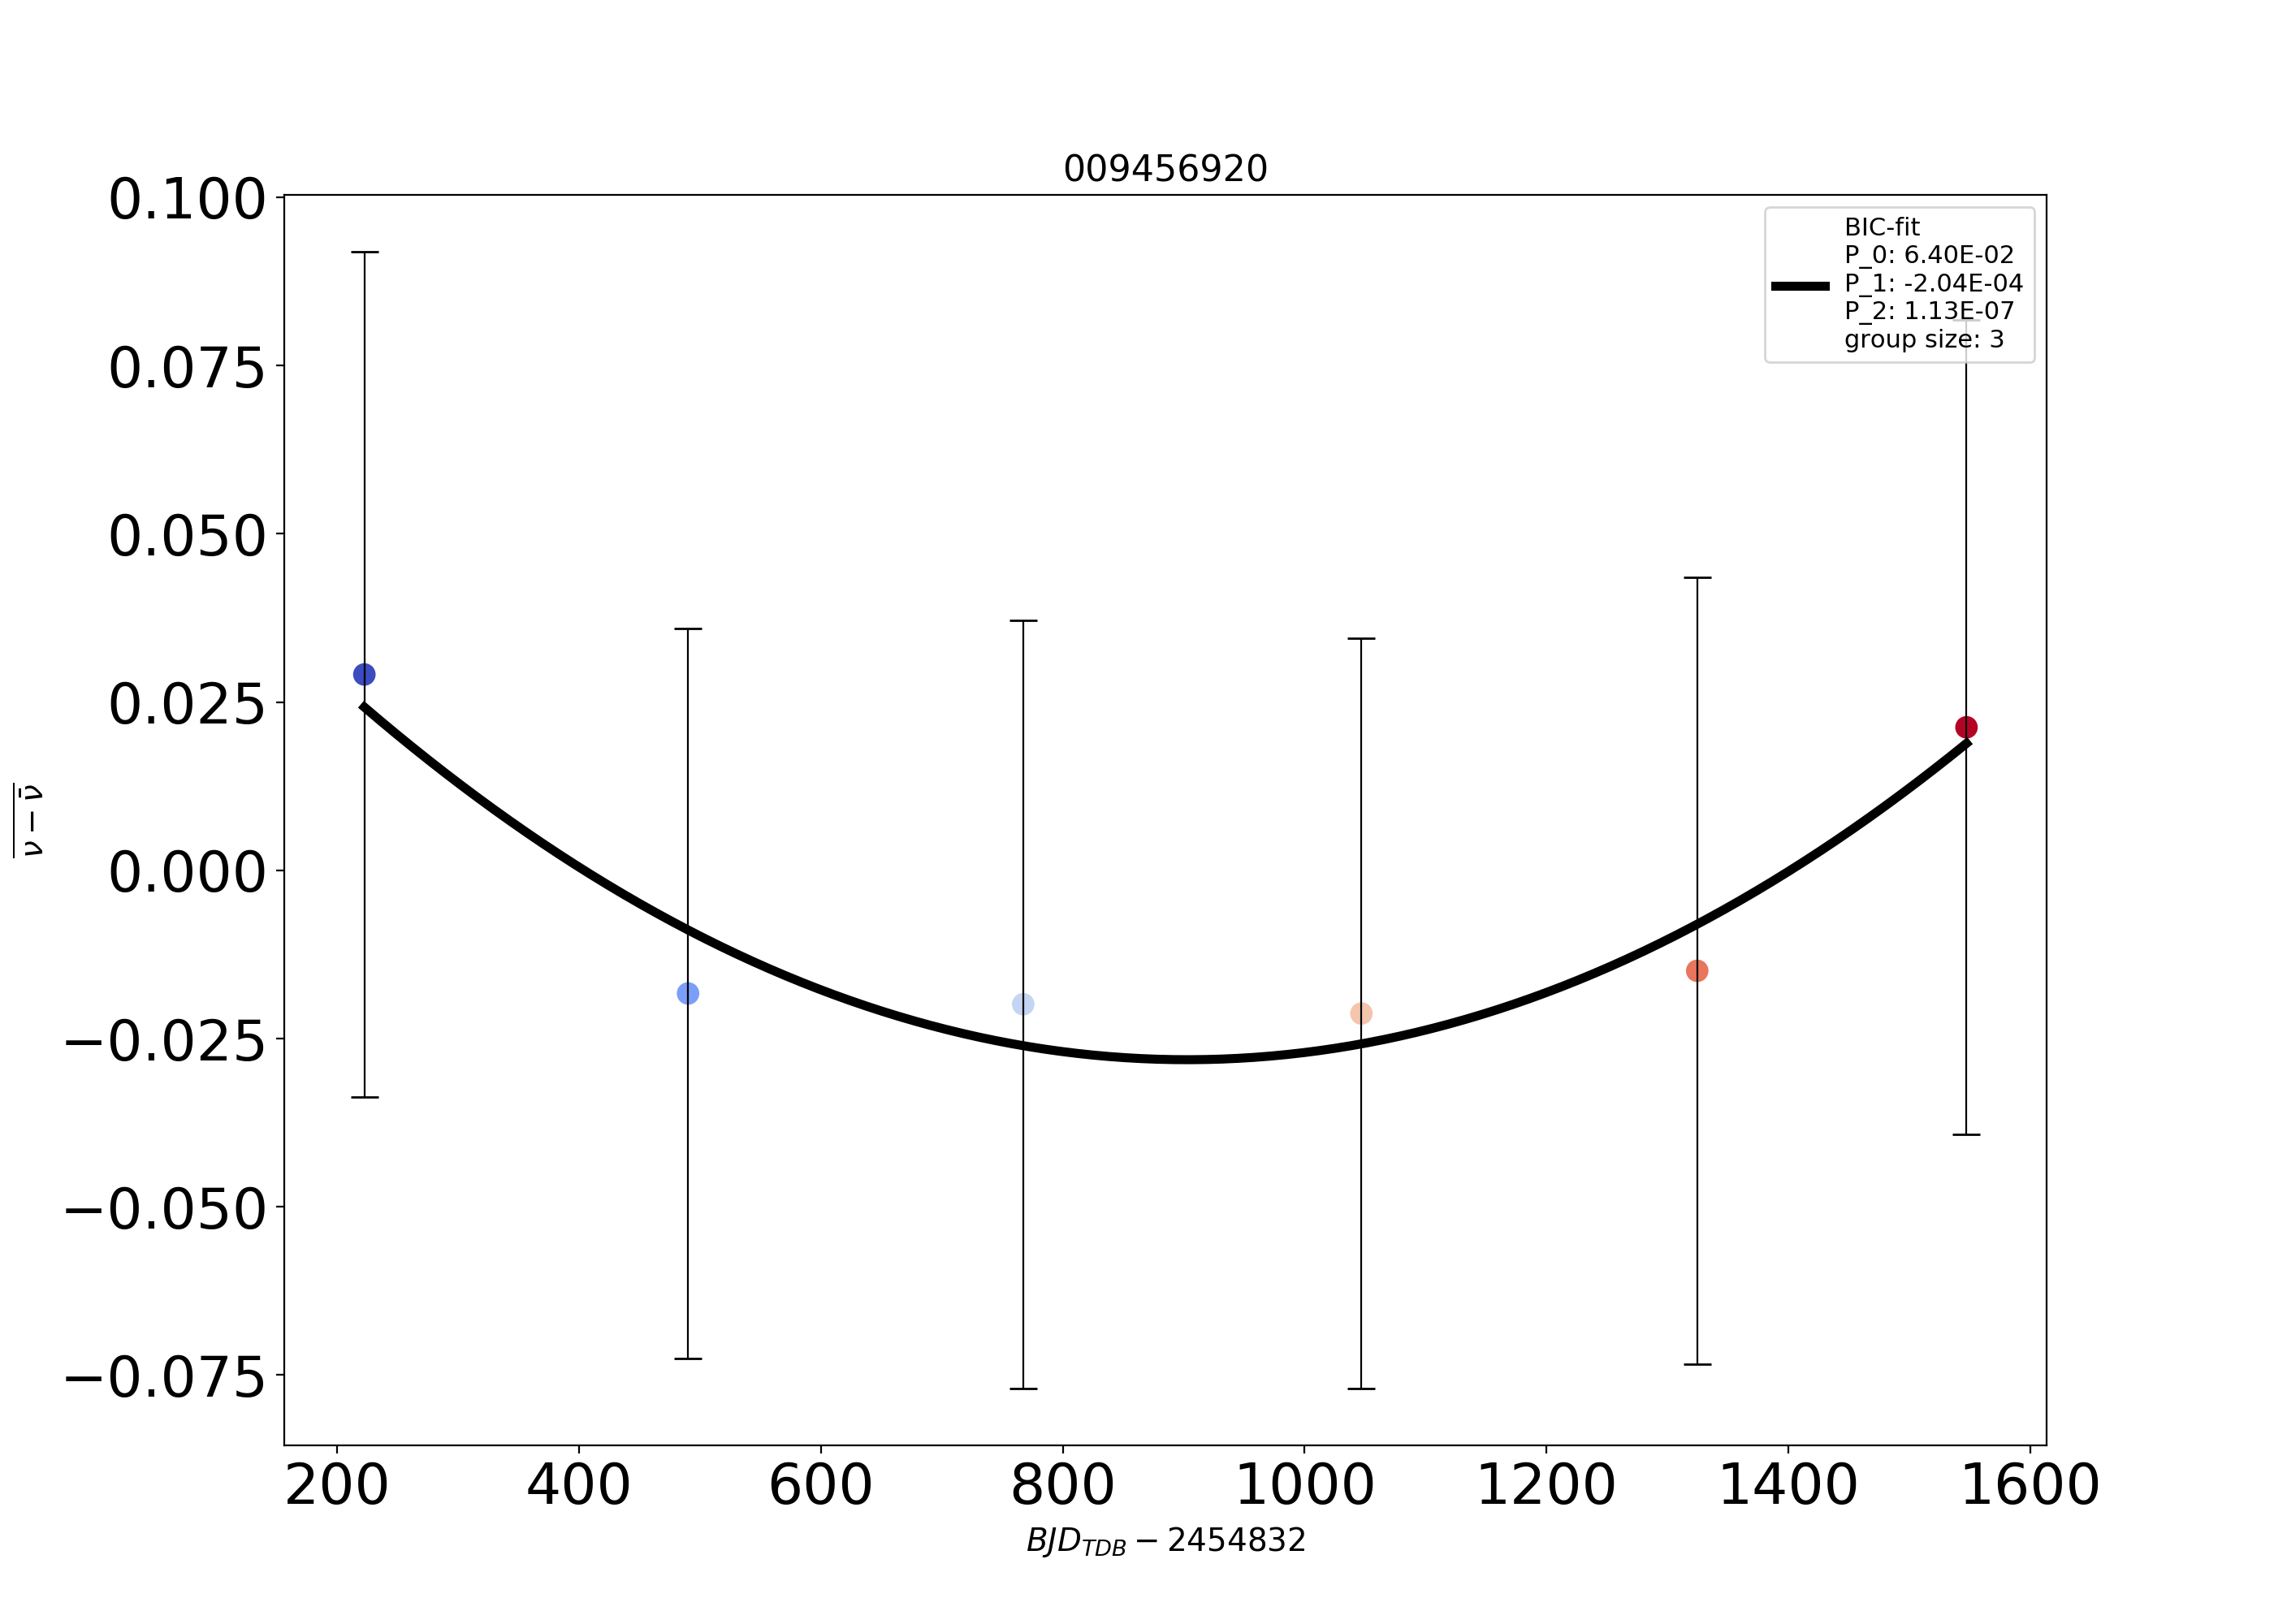 009456920
0.100
0.075
0.050
0.025
0.000
−0.025
−0.050
−0.075
BIC-fit
P_0: 6.40E-02
P_1: -2.04E-04
P_2: 1.13E-07
group size: 3
ν − ν̄
200 400 600 800 1000 1200 1400 1600
BJD_TDB − 2454832